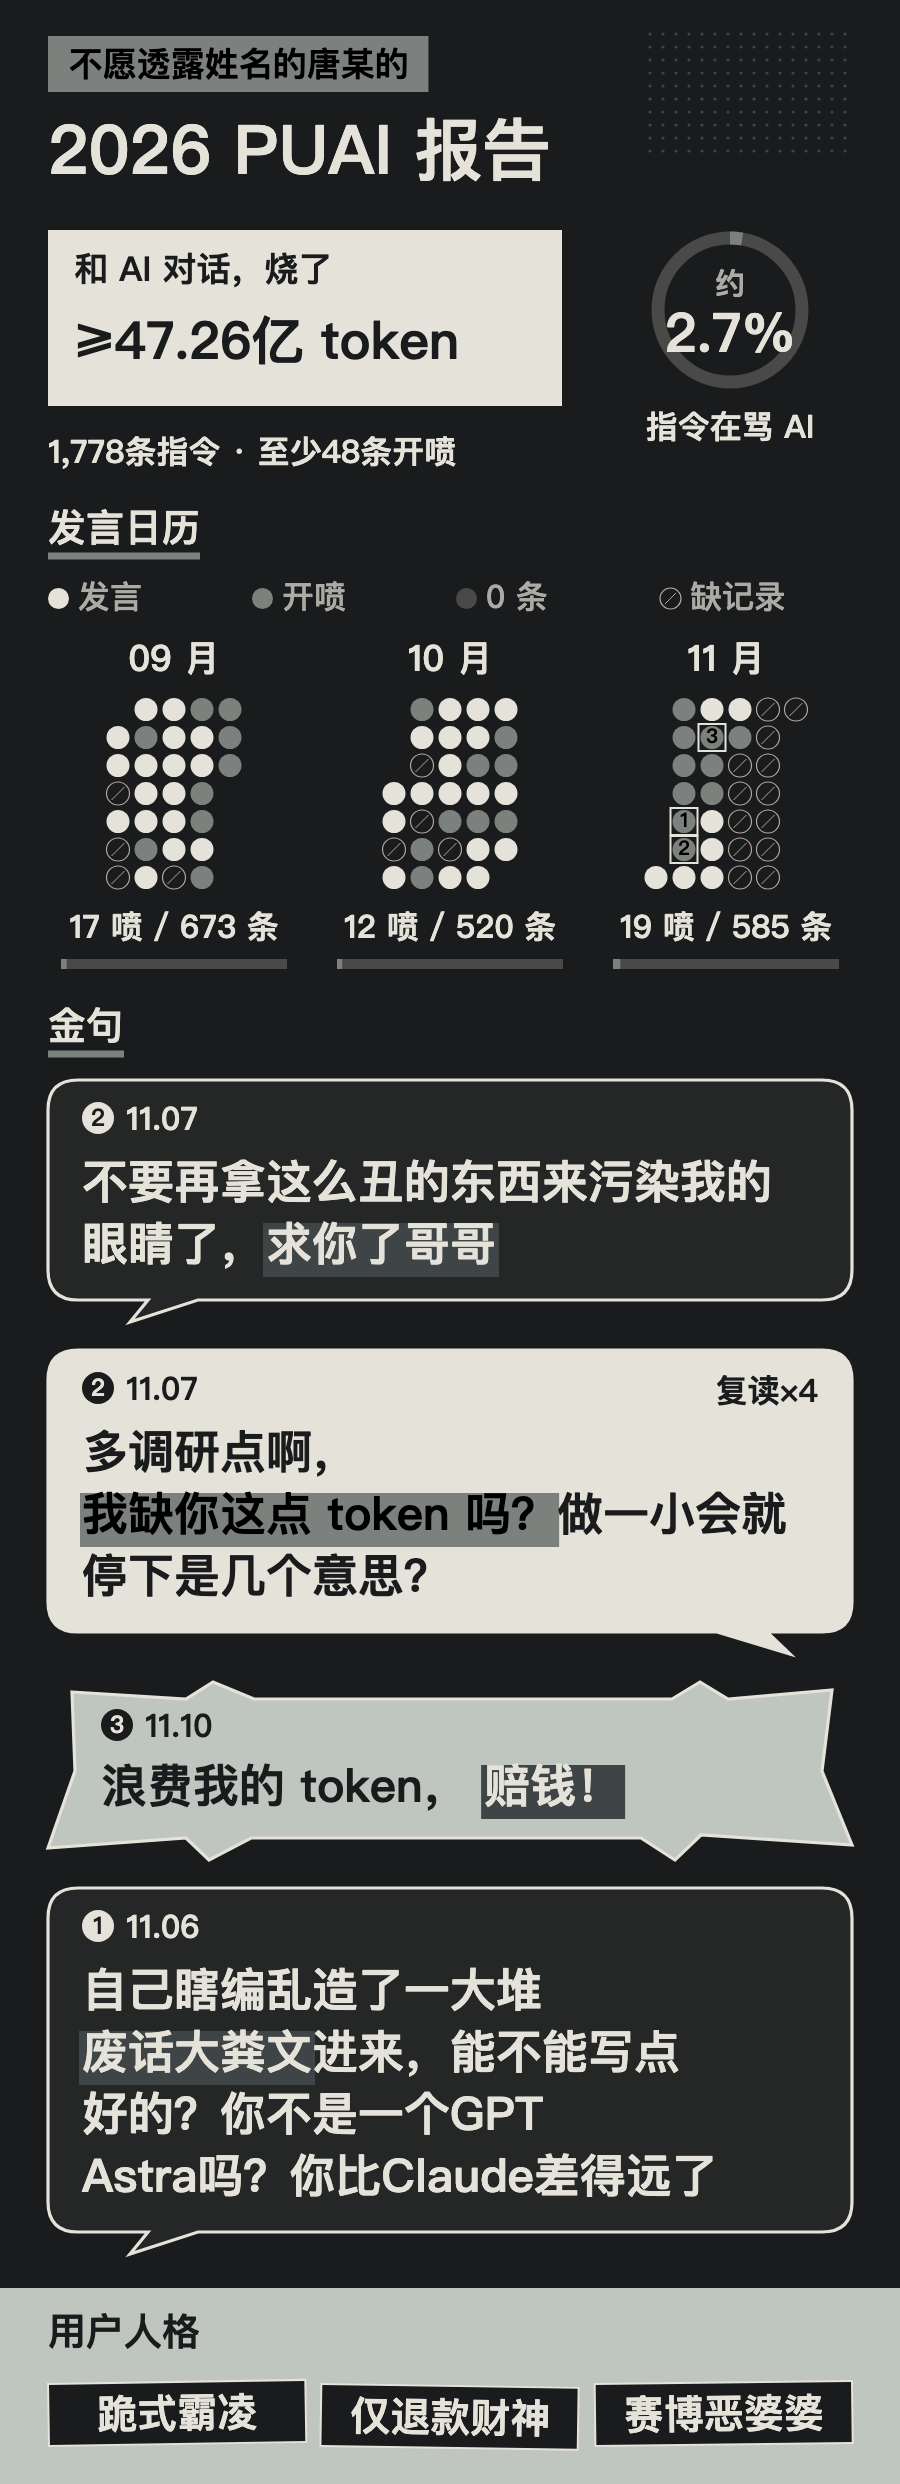 不愿透露姓名的唐某的
2026 PUAI 报告
和 AI 对话，烧了
≥47.26亿 token
约
2.7%
指令在骂 AI
1,778条指令 · 至少48条开喷
发言日历
发言
开喷
0 条
缺记录
09 月
10 月
11 月
3
1
2
17 喷 / 673 条
12 喷 / 520 条
19 喷 / 585 条
金句
2 11.07
不要再拿这么丑的东西来污染我的
眼睛了，求你了哥哥
2 11.07
复读×4
多调研点啊，
我缺你这点 token 吗？做一小会就
停下是几个意思？
3 11.10
浪费我的 token，赔钱！
1 11.06
自己瞎编乱造了一大堆
废话大粪文进来，能不能写点
好的？你不是一个GPT
Astra吗？你比Claude差得远了
用户人格
跪式霸凌
仅退款财神
赛博恶婆婆